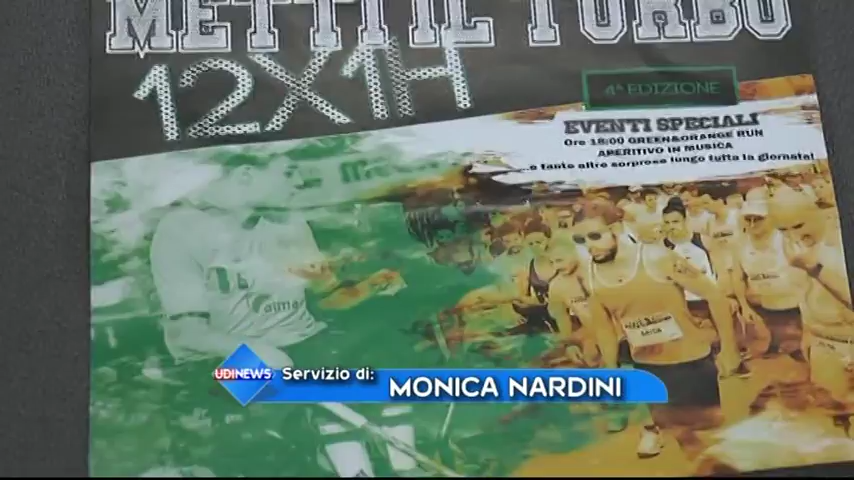 METTI IL TURBO
12X1H
4ª EDIZIONE
EVENTI SPECIALI
Ore 18:00 GREEN&ORANGE RUN
APERITIVO IN MUSICA
...e tante altre sorprese lungo tutta la giornata!
UDINEWS
Servizio di:
MONICA NARDINI